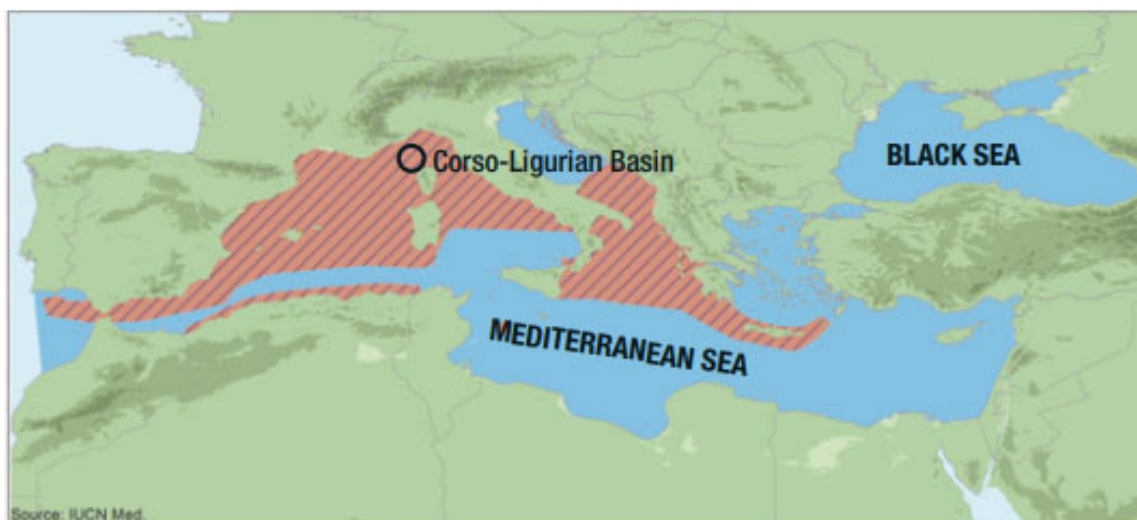 Corso-Ligurian Basin
BLACK SEA
MEDITERRANEAN SEA
Source: IUCN Med.